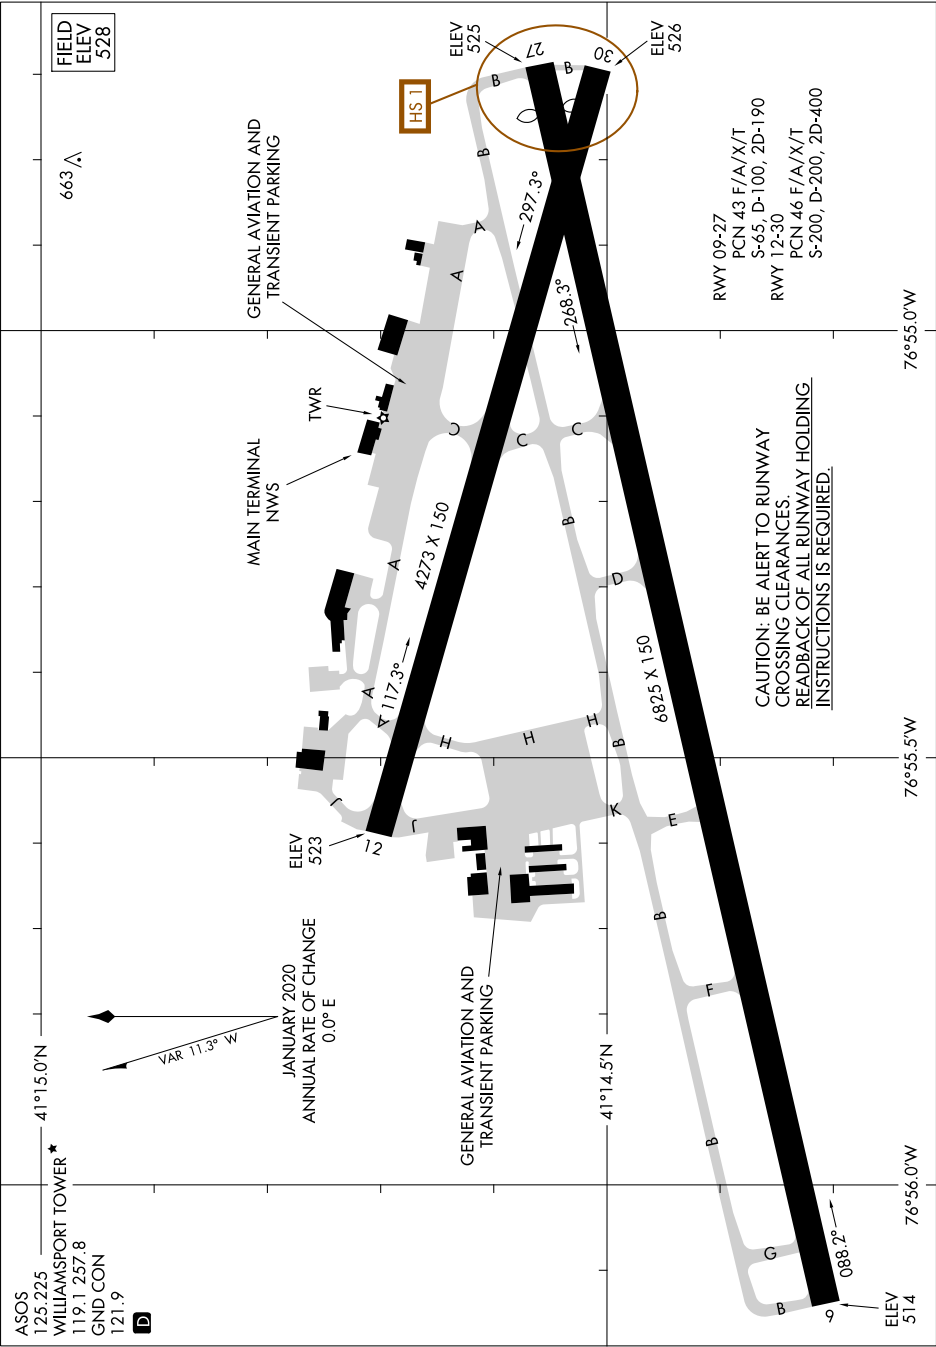 ASOS
125.225
WILLIAMSPORT TOWER ★
119.1 257.8
GND CON
121.9
D
FIELD
ELEV
528
663
41°15.0'N
VAR 11.3° W
JANUARY 2020
ANNUAL RATE OF CHANGE
0.0° E
MAIN TERMINAL
NWS
TWR
GENERAL AVIATION AND
TRANSIENT PARKING
HS 1
ELEV
525
27
ELEV
526
30
B
B
B
A
A
297.3°
268.3°
C
C
C
B
D
4273 X 150
A
A
A
117.3°
J
J
ELEV
523
12
H
H
H
B
K
E
6825 X 150
GENERAL AVIATION AND
TRANSIENT PARKING
41°14.5'N
B
F
B
G
B
088.2°
9
ELEV
514
RWY 09-27
PCN 43 F/A/X/T
S-65, D-100, 2D-190
RWY 12-30
PCN 46 F/A/X/T
S-200, D-200, 2D-400
CAUTION: BE ALERT TO RUNWAY
CROSSING CLEARANCES.
READBACK OF ALL RUNWAY HOLDING
INSTRUCTIONS IS REQUIRED.
76°56.0'W
76°55.5'W
76°55.0'W